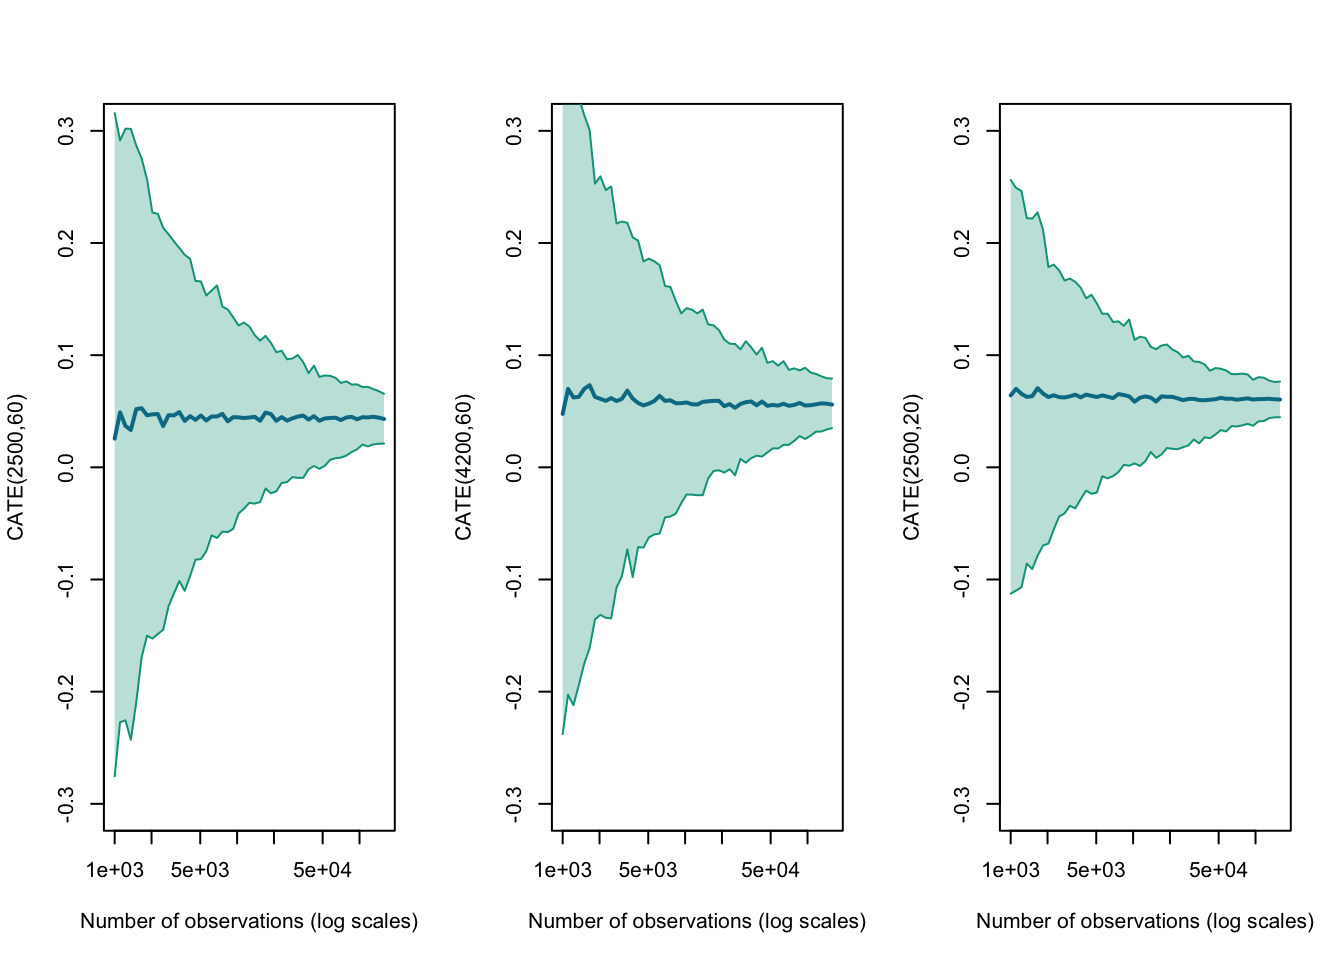 CATE(2500,60)
0.3
0.2
0.1
0.0
-0.1
-0.2
-0.3
1e+03 5e+03 5e+04
Number of observations (log scales)
CATE(4200,60)
0.3
0.2
0.1
0.0
-0.1
-0.2
-0.3
1e+03 5e+03 5e+04
Number of observations (log scales)
CATE(2500,20)
0.3
0.2
0.1
0.0
-0.1
-0.2
-0.3
1e+03 5e+03 5e+04
Number of observations (log scales)